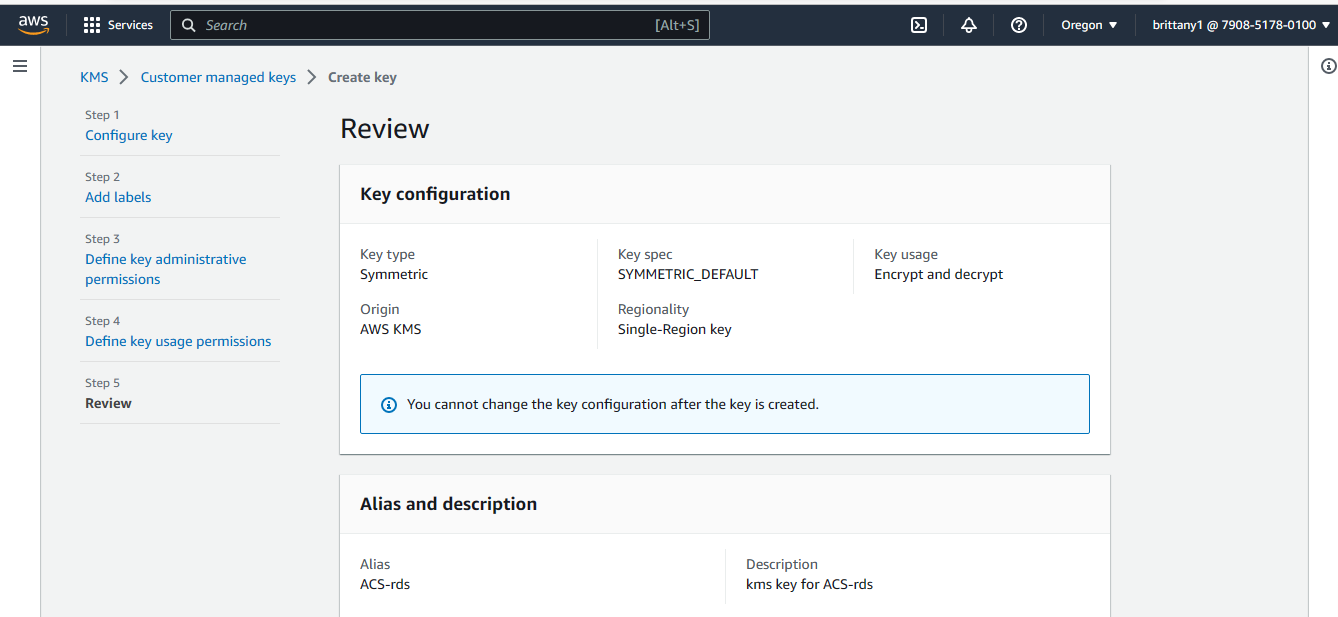 aws
Services
Search
[Alt+S]
Oregon
brittany1 @ 7908-5178-0100
KMS
Customer managed keys
Create key
Step 1
Configure key
Step 2
Add labels
Step 3
Define key administrative
permissions
Step 4
Define key usage permissions
Step 5
Review
Review
Key configuration
Key type
Symmetric
Key spec
SYMMETRIC_DEFAULT
Key usage
Encrypt and decrypt
Origin
AWS KMS
Regionality
Single-Region key
You cannot change the key configuration after the key is created.
Alias and description
Alias
ACS-rds
Description
kms key for ACS-rds